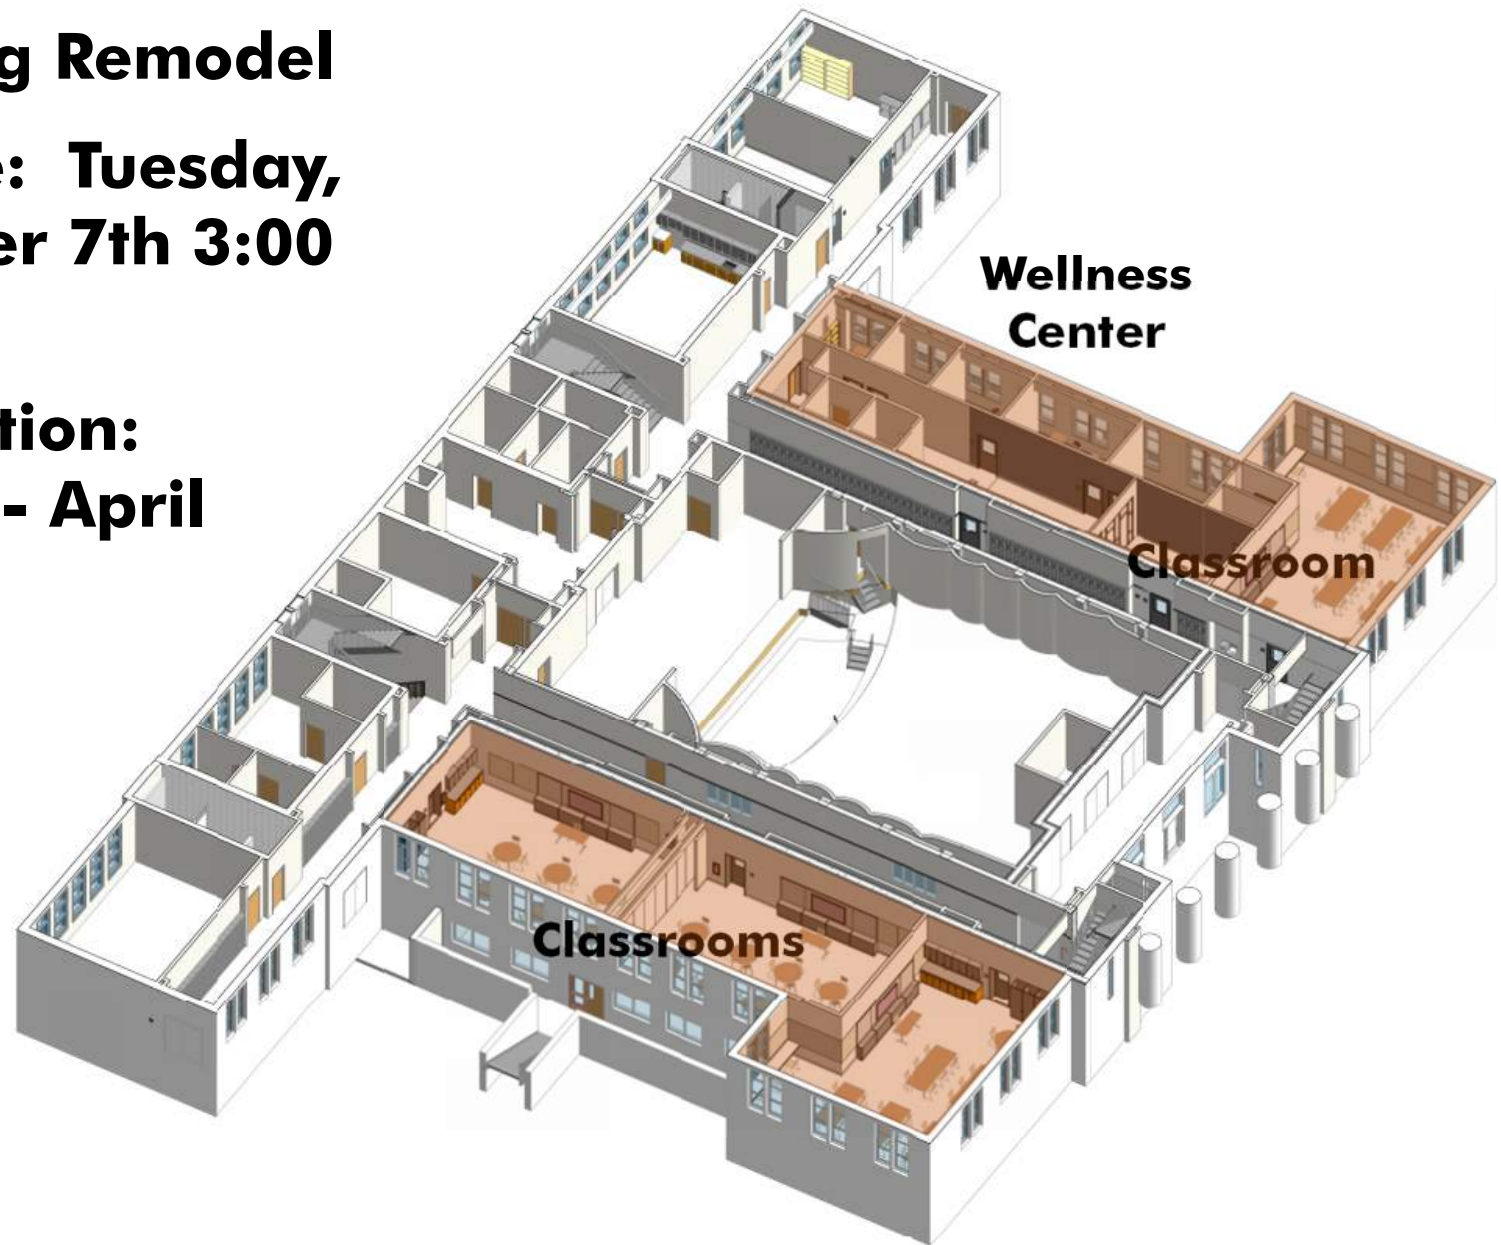 g Remodel
e: Tuesday,
er 7th 3:00
tion:
- April
Wellness
Center
Classroom
Classrooms